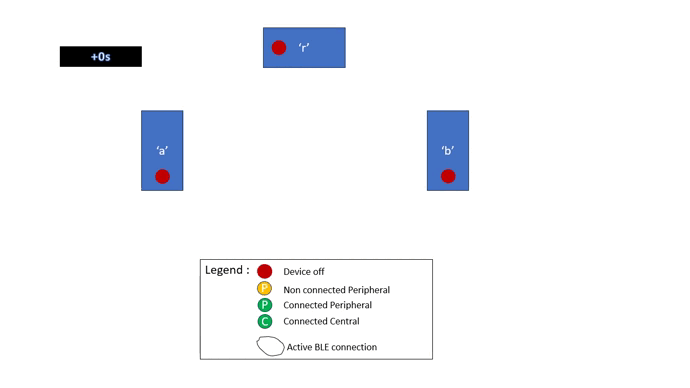 +0s
‘r’
‘a’
‘b’
Legend :
Device off
P Non connected Peripheral
P Connected Peripheral
C Connected Central
Active BLE connection